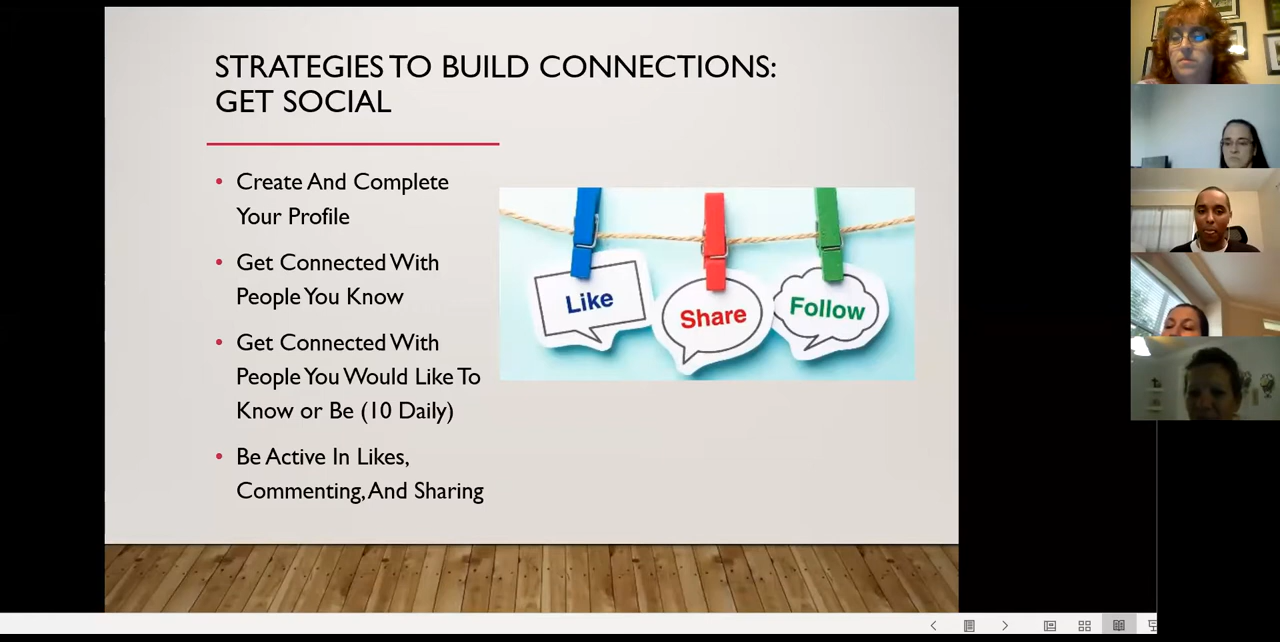 STRATEGIES TO BUILD CONNECTIONS:
GET SOCIAL
• Create And Complete
Your Profile
• Get Connected With
People You Know
• Get Connected With
People You Would Like To
Know or Be (10 Daily)
• Be Active In Likes,
Commenting, And Sharing
Like
Share
Follow